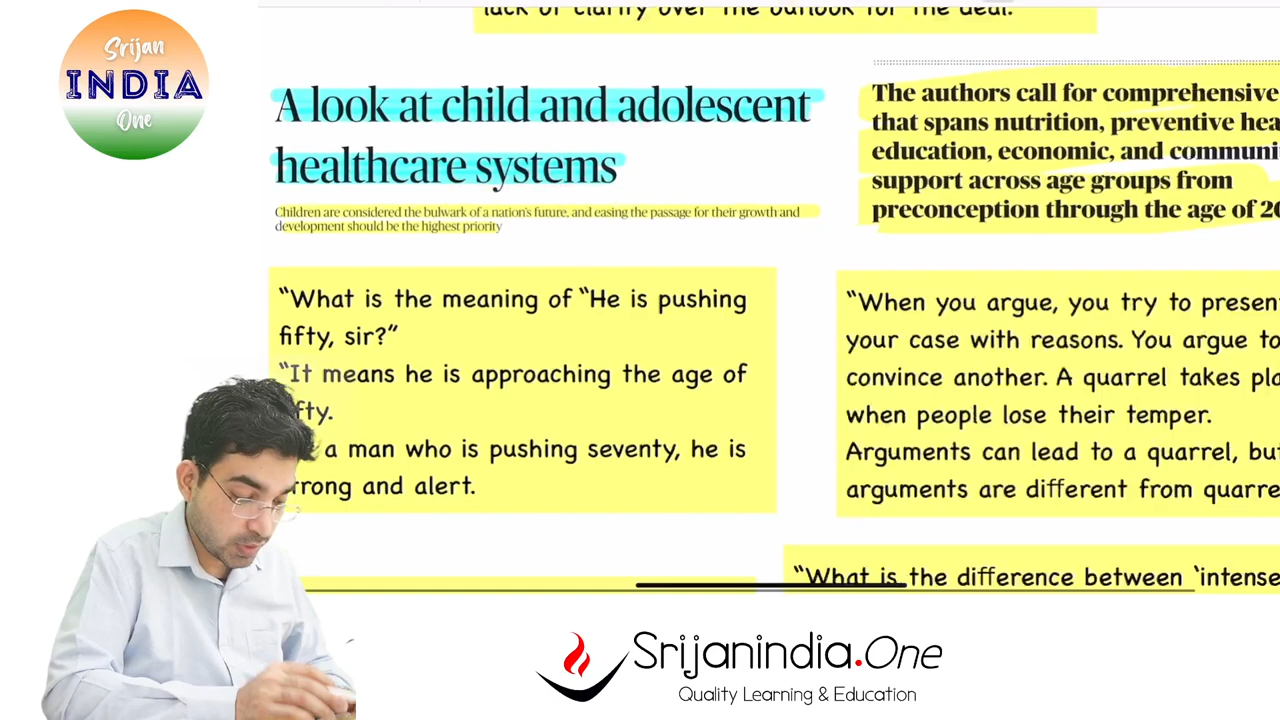 Srijan
INDIA
One
lack of clarity over the outlook for the deal.
A look at child and adolescent
healthcare systems
Children are considered the bulwark of a nation's future, and easing the passage for their growth and
development should be the highest priority
The authors call for comprehensive
that spans nutrition, preventive hea
education, economic, and communi
support across age groups from
preconception through the age of 20
"What is the meaning of "He is pushing
fifty, sir?"
"It means he is approaching the age of
fty.
a man who is pushing seventy, he is
trong and alert.
"When you argue, you try to presen
your case with reasons. You argue to
convince another. A quarrel takes pla
when people lose their temper.
Arguments can lead to a quarrel, but
arguments are different from quarre
"What is the difference between 'intense
Srijanindia.One
Quality Learning & Education